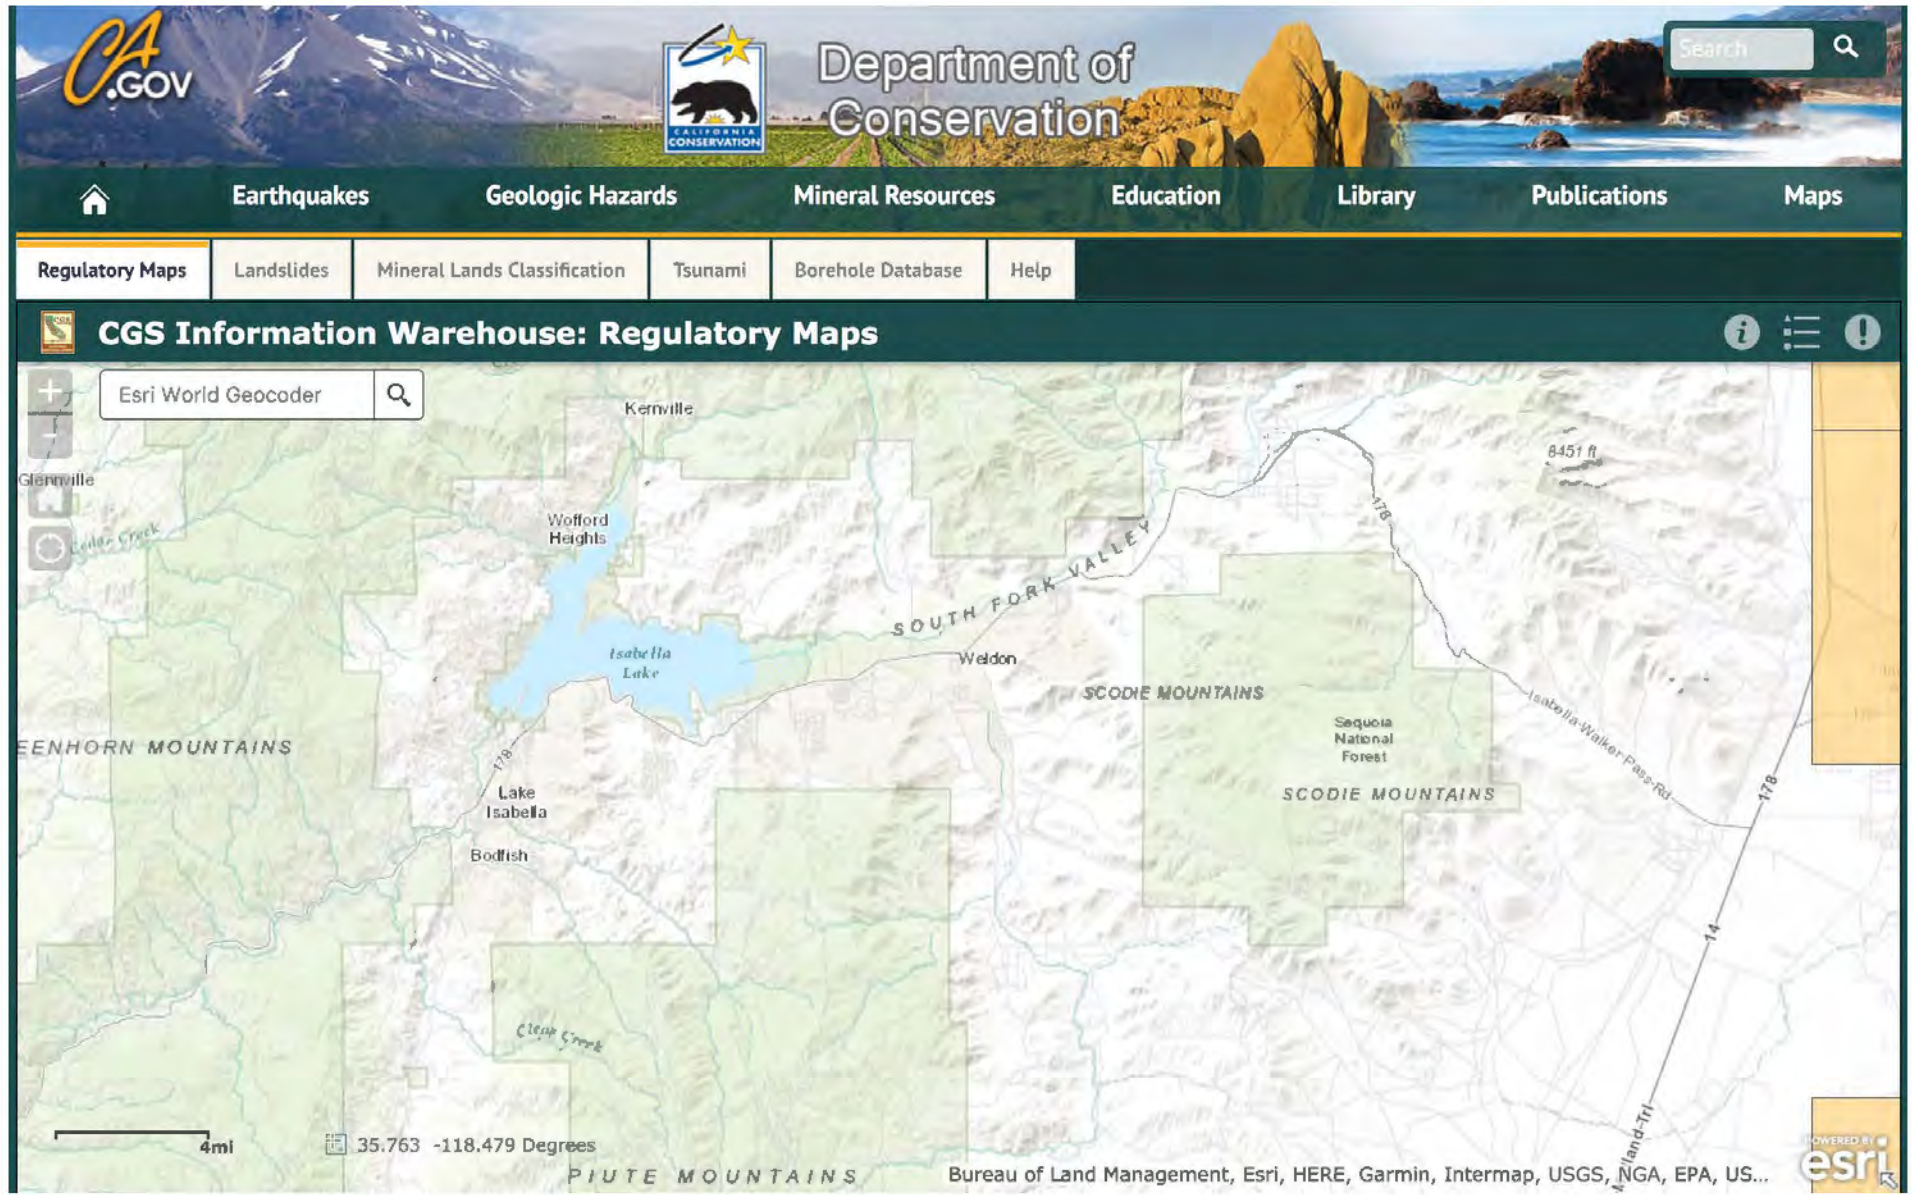 CA
.GOV
CALIFORNIA
CONSERVATION
Department of
Conservation
Search
Earthquakes
Geologic Hazards
Mineral Resources
Education
Library
Publications
Maps
Regulatory Maps
Landslides
Mineral Lands Classification
Tsunami
Borehole Database
Help
CGS Information Warehouse: Regulatory Maps
Esri World Geocoder
Kernville
8451 ft
Glennville
178
Wofford
Heights
Cedar Creek
SOUTH FORK VALLEY
Isabella
Lake
Weldon
SCODIE MOUNTAINS
Isabella-Walker-Pass-Rd
Sequoia
National
Forest
EENHORN MOUNTAINS
178
SCODIE MOUNTAINS
178
Lake
Isabella
Bodfish
14
Clear Creek
4mi
35.763 -118.479 Degrees
PIUTE MOUNTAINS
Bureau of Land Management, Esri, HERE, Garmin, Intermap, USGS, NGA, EPA, US...
POWERED BY
esri